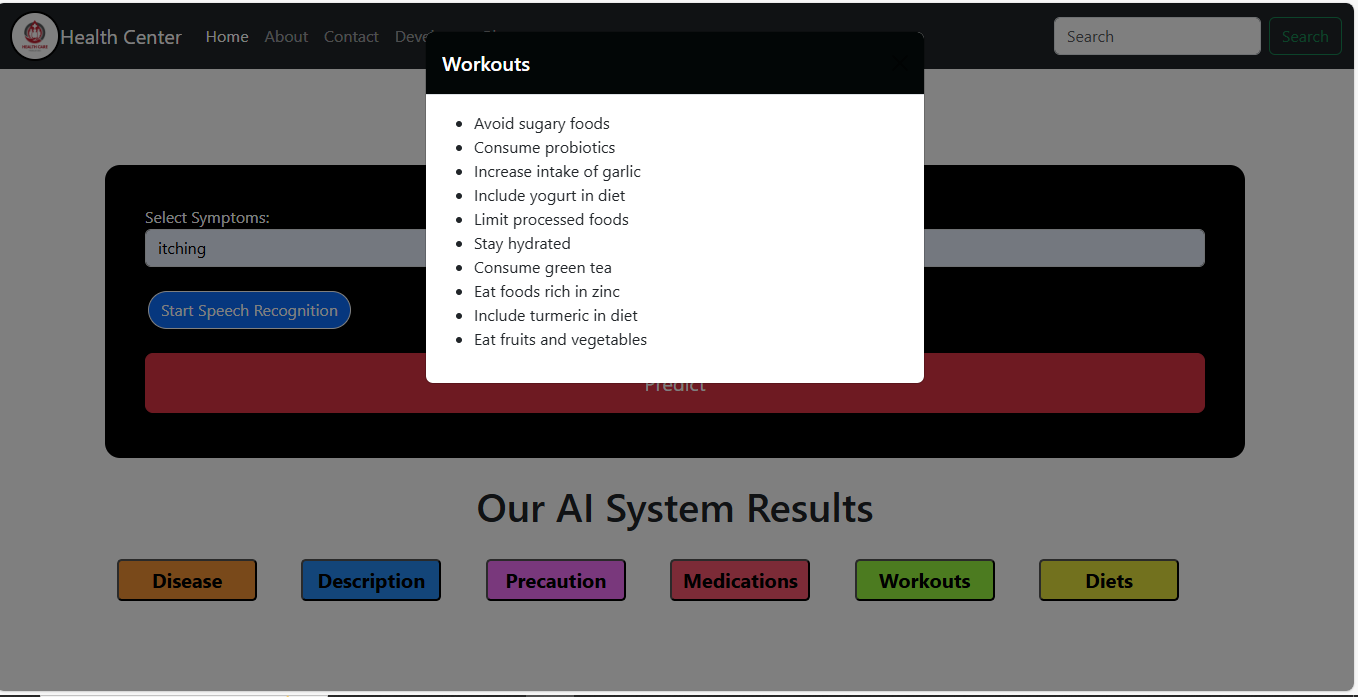 HEALTH CARE
Health Center Home About Contact Search Search
Workouts
Avoid sugary foods
Consume probiotics
Increase intake of garlic
Include yogurt in diet
Limit processed foods
Stay hydrated
Consume green tea
Eat foods rich in zinc
Include turmeric in diet
Eat fruits and vegetables
Select Symptoms:
itching
Start Speech Recognition
Predict
Our AI System Results
Disease Description Precaution Medications Workouts Diets